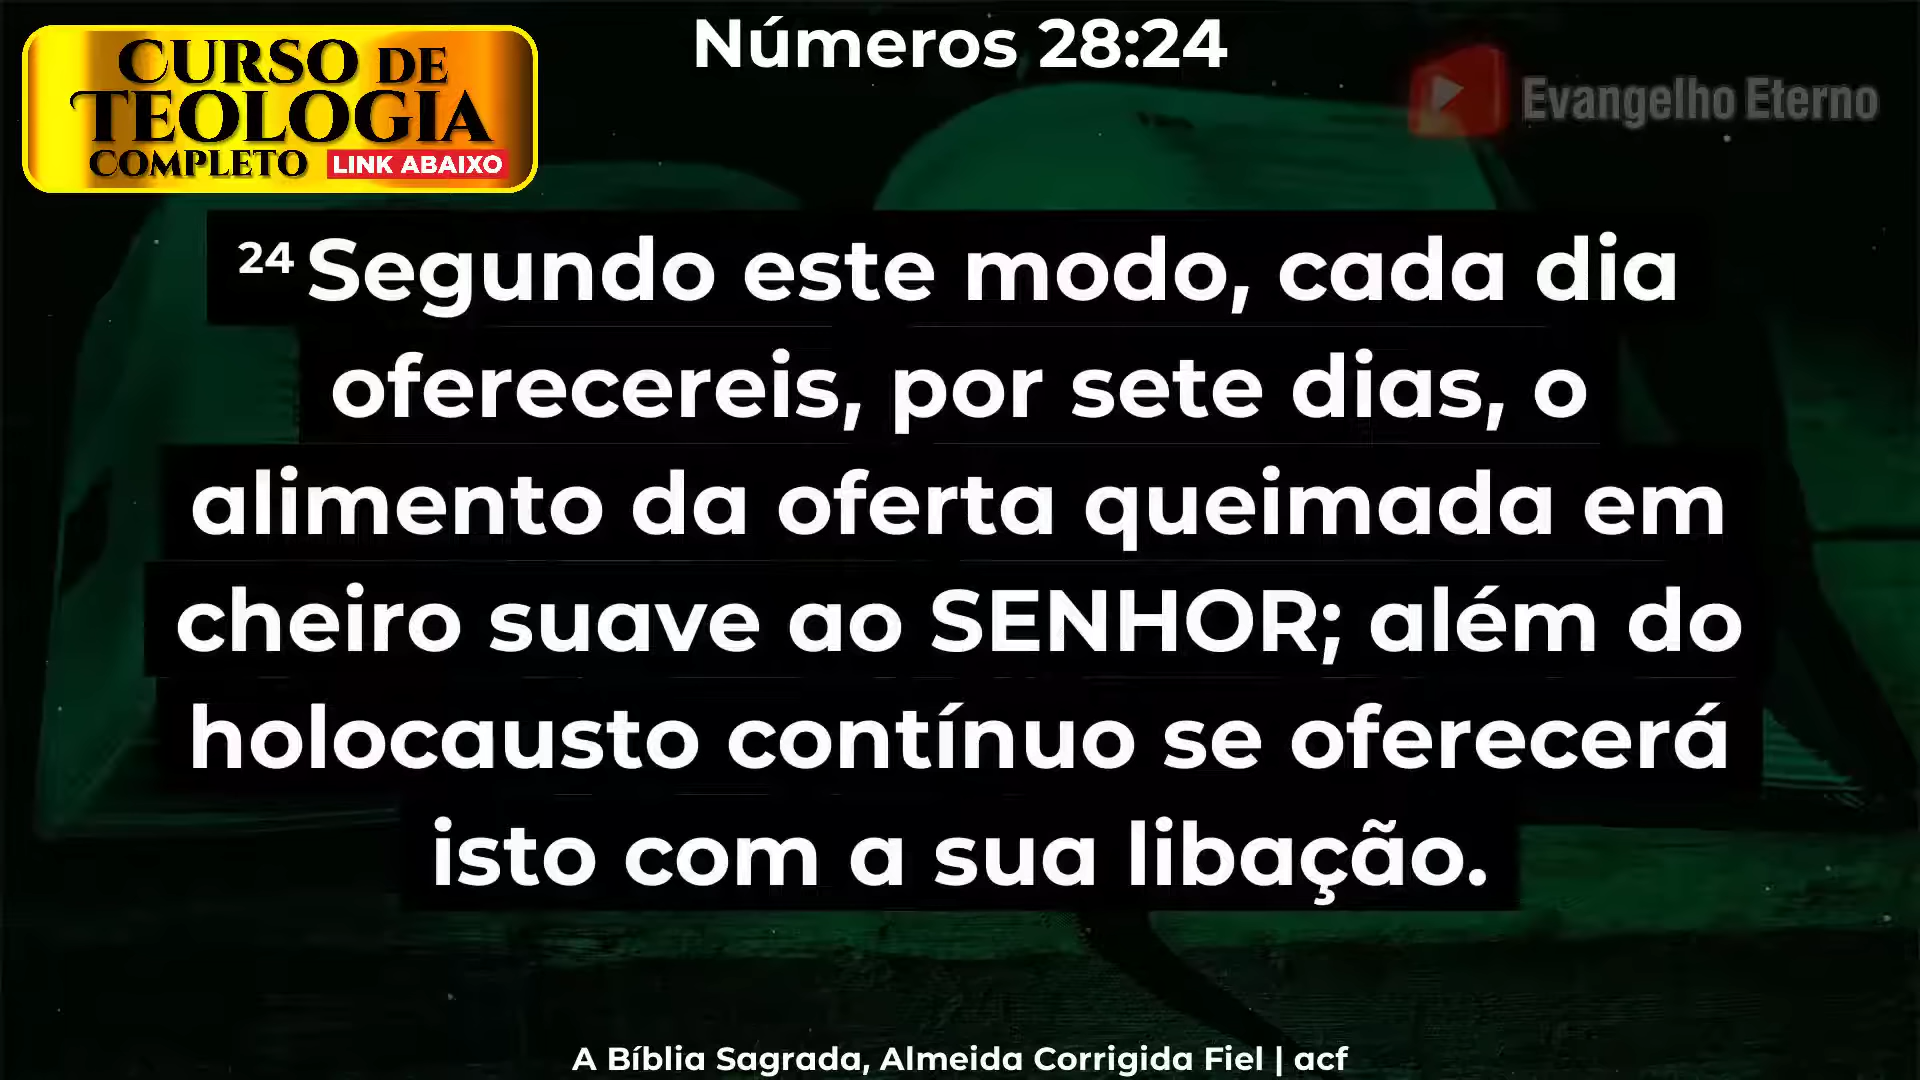 Números 28:24
CURSO DE
TEOLOGIA
COMPLETO LINK ABAIXO
Evangelho Eterno
24 Segundo este modo, cada dia
oferecereis, por sete dias, o
alimento da oferta queimada em
cheiro suave ao SENHOR; além do
holocausto contínuo se oferecerá
isto com a sua libação.
A Bíblia Sagrada, Almeida Corrigida Fiel | acf